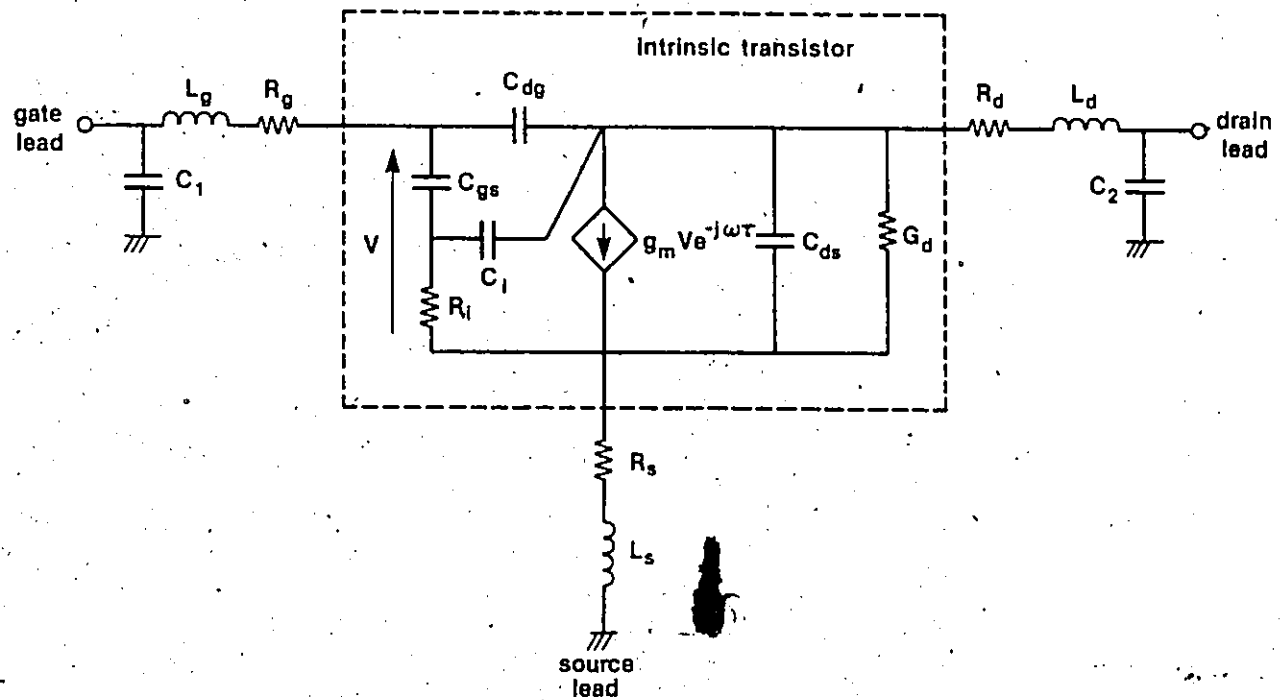 intrinsic transistor
C_dg
L_g
R_g
R_d
L_d
gate
lead
drain
lead
C_1
C_gs
C_2
V
g_m V e^{-jωτ}
C_ds
G_d
C_i
R_i
R_s
L_s
source
lead